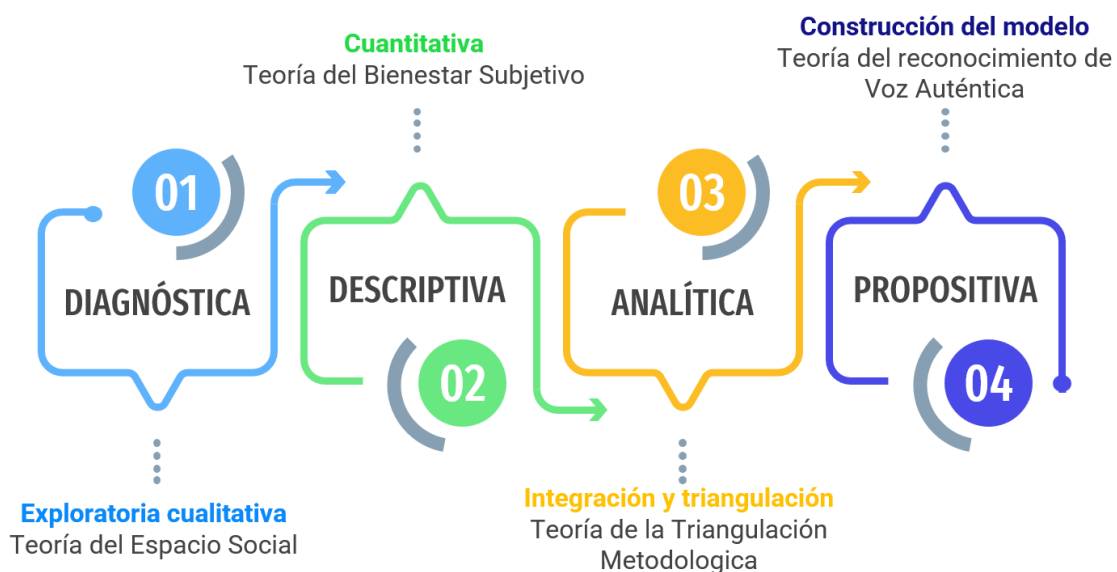 Construcción del modelo
Teoría del reconocimiento de
Voz Auténtica
Cuantitativa
Teoría del Bienestar Subjetivo
01
DIAGNÓSTICA
DESCRIPTIVA
02
03
ANALÍTICA
PROPOSITIVA
04
Exploratoria cualitativa
Teoría del Espacio Social
Integración y triangulación
Teoría de la Triangulación
Metodologica